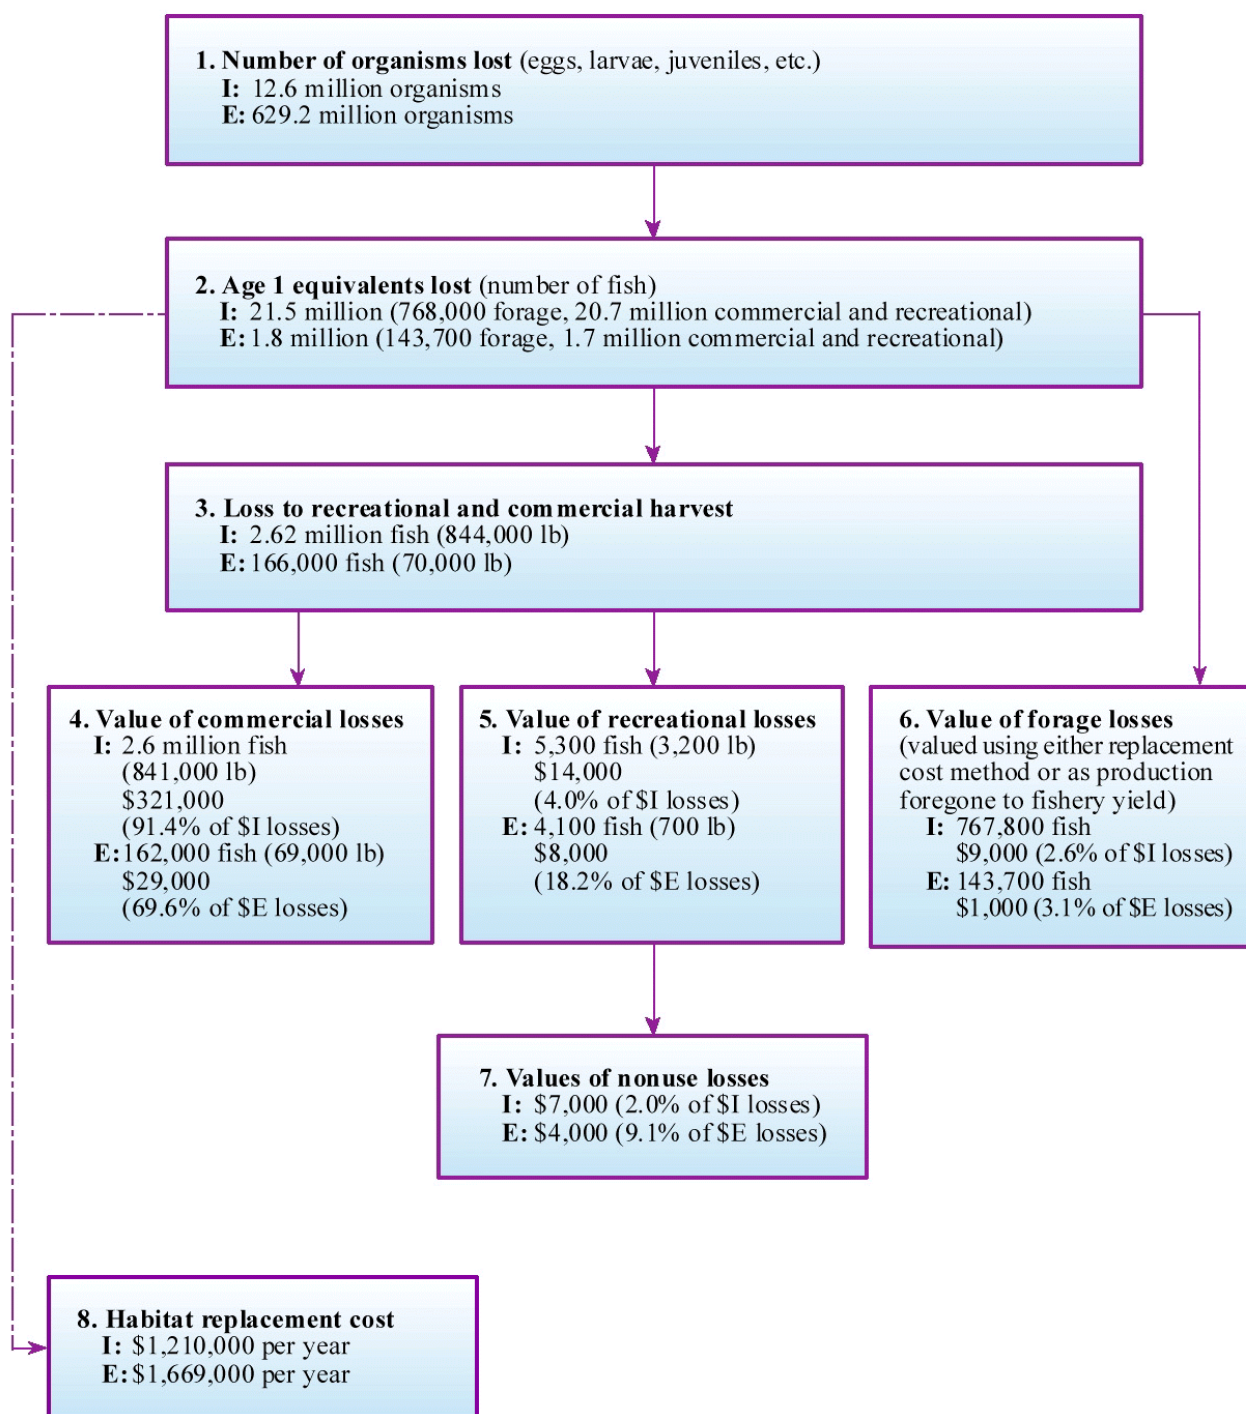 1. Number of organisms lost (eggs, larvae, juveniles, etc.)
I: 12.6 million organisms
E: 629.2 million organisms
2. Age 1 equivalents lost (number of fish)
I: 21.5 million (768,000 forage, 20.7 million commercial and recreational)
E: 1.8 million (143,700 forage, 1.7 million commercial and recreational)
3. Loss to recreational and commercial harvest
I: 2.62 million fish (844,000 lb)
E: 166,000 fish (70,000 lb)
4. Value of commercial losses
I: 2.6 million fish
(841,000 lb)
$321,000
(91.4% of $I losses)
E: 162,000 fish (69,000 lb)
$29,000
(69.6% of $E losses)
5. Value of recreational losses
I: 5,300 fish (3,200 lb)
$14,000
(4.0% of $I losses)
E: 4,100 fish (700 lb)
$8,000
(18.2% of $E losses)
6. Value of forage losses
(valued using either replacement
cost method or as production
foregone to fishery yield)
I: 767,800 fish
$9,000 (2.6% of $I losses)
E: 143,700 fish
$1,000 (3.1% of $E losses)
7. Values of nonuse losses
I: $7,000 (2.0% of $I losses)
E: $4,000 (9.1% of $E losses)
8. Habitat replacement cost
I: $1,210,000 per year
E: $1,669,000 per year